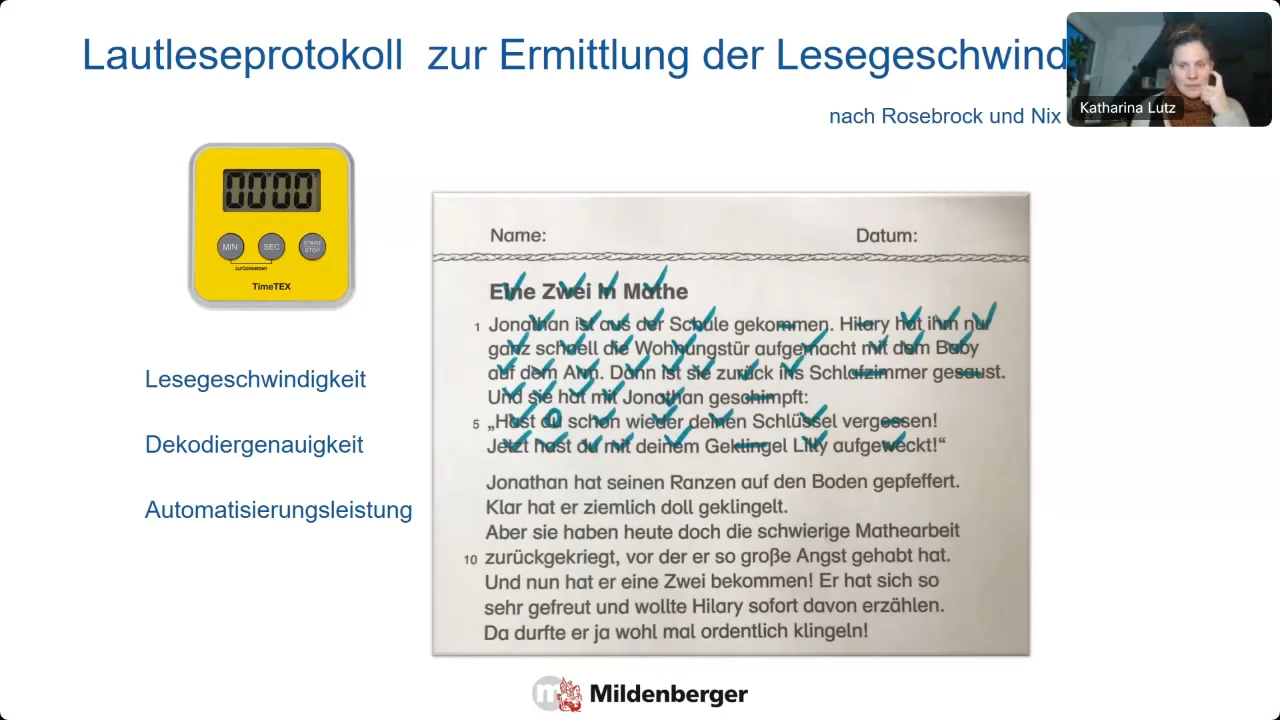 Lautleseprotokoll zur Ermittlung der Lesegeschwind
nach Rosebrock und Nix
Katharina Lutz
0000
MIN
SEC
START
STOP
zurücksetzen
TimeTEX
Lesegeschwindigkeit
Dekodiergenauigkeit
Automatisierungsleistung
Name: Datum:
Eine Zwei in Mathe
1 Jonathan ist aus der Schule gekommen. Hilary hat ihm nur
ganz schnell die Wohnungstür aufgemacht mit dem Baby
auf dem Arm. Dann ist sie zurück ins Schlafzimmer gesaust.
Und sie hat mit Jonathan geschimpft:
5 „Hast du schon wieder deinen Schlüssel vergessen!
Jetzt hast du mit deinem Geklingel Lilly aufgeweckt!“
Jonathan hat seinen Ranzen auf den Boden gepfeffert.
Klar hat er ziemlich doll geklingelt.
Aber sie haben heute doch die schwierige Mathearbeit
10 zurückgekriegt, vor der er so große Angst gehabt hat.
Und nun hat er eine Zwei bekommen! Er hat sich so
sehr gefreut und wollte Hilary sofort davon erzählen.
Da durfte er ja wohl mal ordentlich klingeln!
m Mildenberger